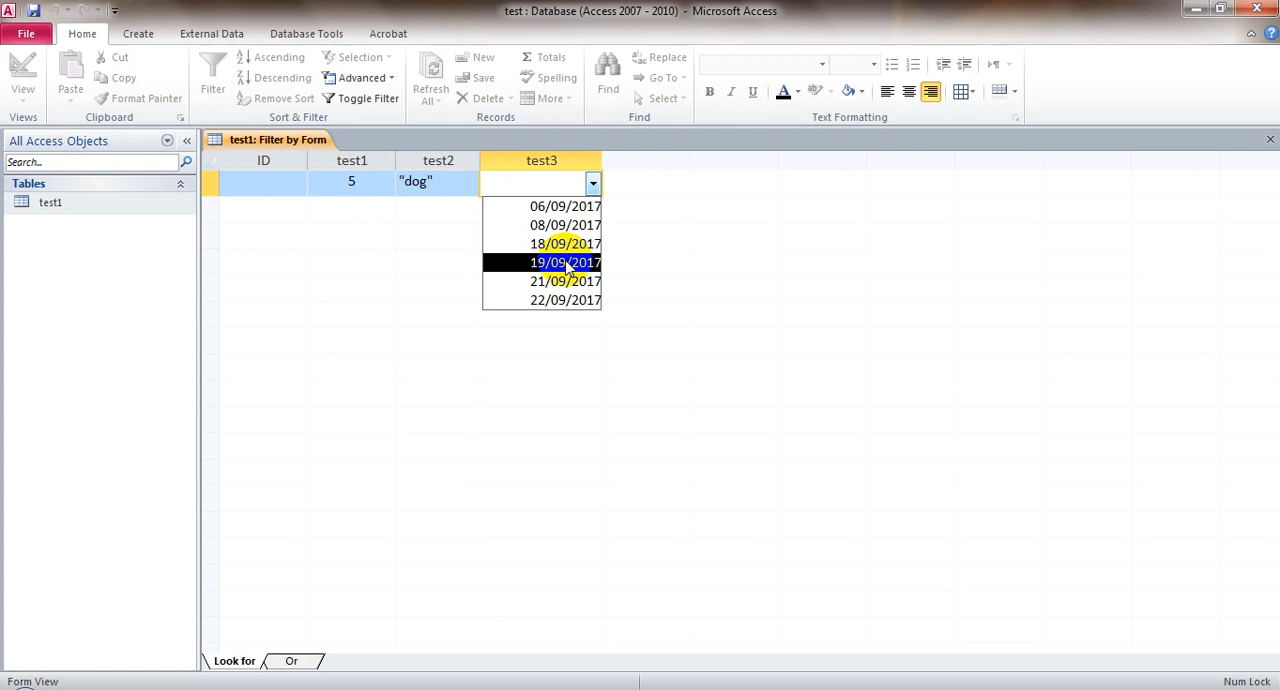 test : Database (Access 2007 - 2010) - Microsoft Access
File Home Create External Data Database Tools Acrobat
View
Views
Paste
Cut
Copy
Format Painter
Clipboard
Filter
Ascending
Descending
Remove Sort
Selection
Advanced
Toggle Filter
Sort & Filter
Refresh
All
New
Save
Delete
Totals
Spelling
More
Records
Find
Replace
Go To
Select
Find
B I U A
Text Formatting
All Access Objects
Search...
Tables
test1
test1: Filter by Form
ID test1 test2 test3
5 "dog"
06/09/2017
08/09/2017
18/09/2017
19/09/2017
21/09/2017
22/09/2017
Look for Or
Form View Num Lock